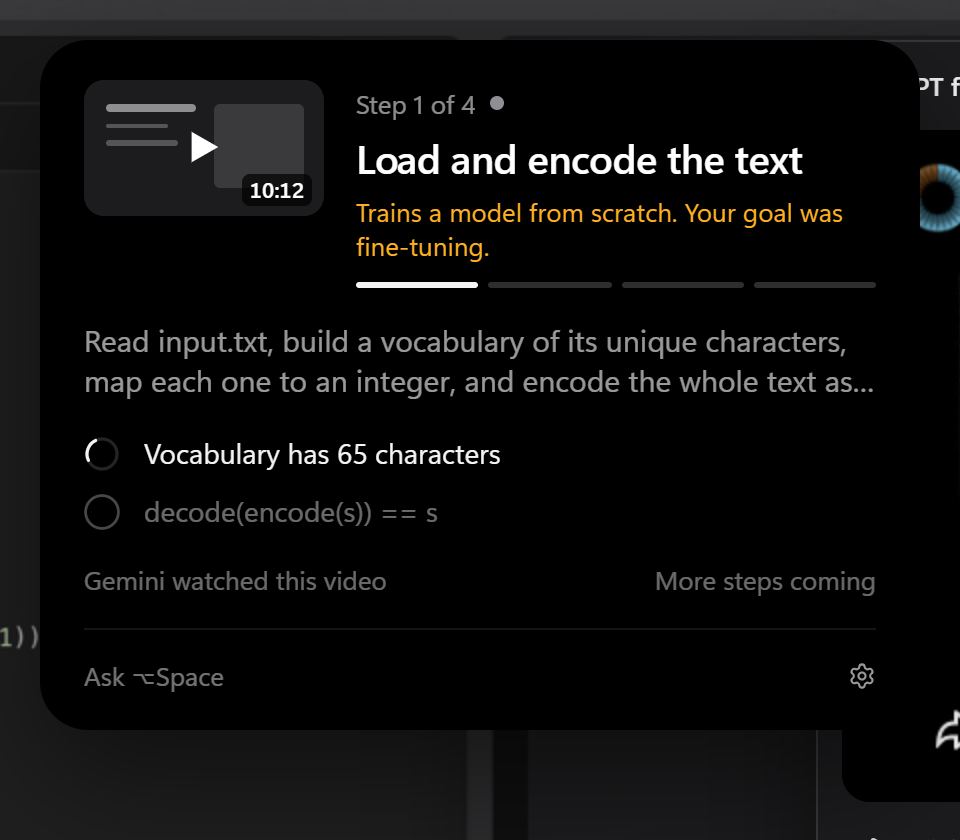 PT f
Step 1 of 4
Load and encode the text
10:12
Trains a model from scratch. Your goal was
fine-tuning.
Read input.txt, build a vocabulary of its unique characters,
map each one to an integer, and encode the whole text as...
Vocabulary has 65 characters
decode(encode(s)) == s
Gemini watched this video
More steps coming
1))
Ask ⌥Space